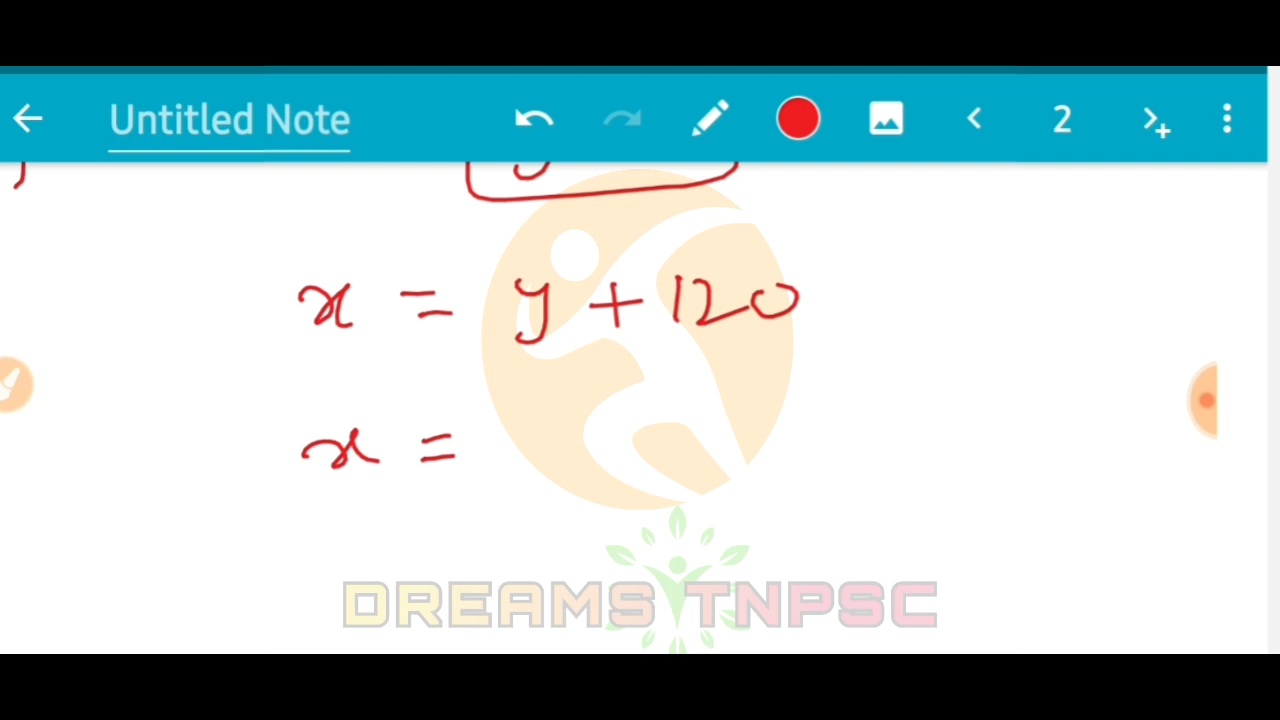 Untitled Note 2
x = y + 120
x =
DREAMS TNPSC